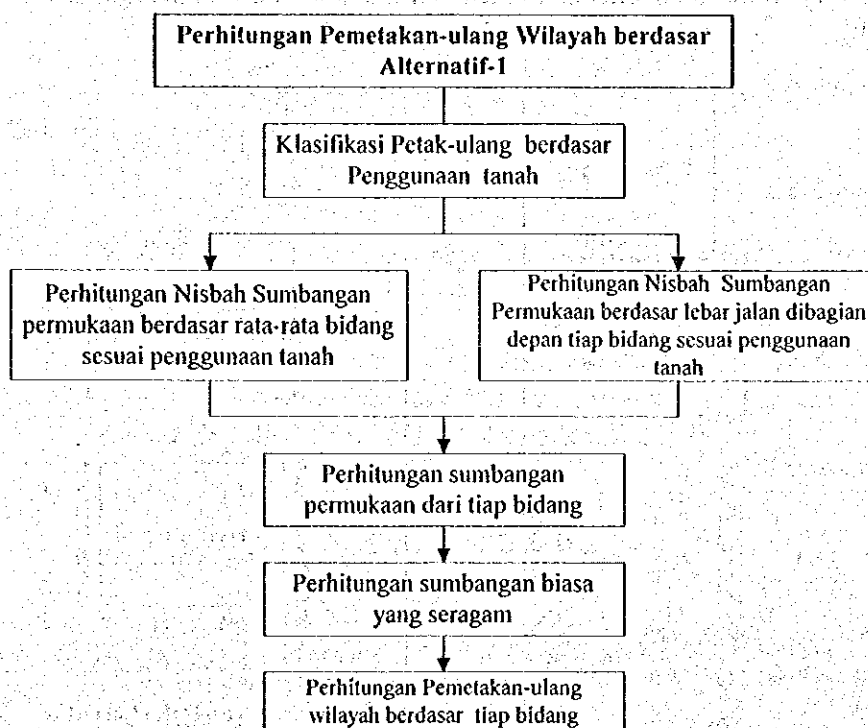 Perhitungan Pemetakan-ulang Wilayah berdasar
Alternatif-1
Klasifikasi Petak-ulang berdasar
Penggunaan tanah
Perhitungan Nisbah Sumbangan
permukaan berdasar rata-rata bidang
sesuai penggunaan tanah
Perhitungan Nisbah Sumbangan
Permukaan berdasar lebar jalan dibagian
depan tiap bidang sesuai penggunaan
tanah
Perhitungan sumbangan
permukaan dari tiap bidang
Perhitungan sumbangan biasa
yang seragam
Perhitungan Pemetakan-ulang
wilayah berdasar tiap bidang